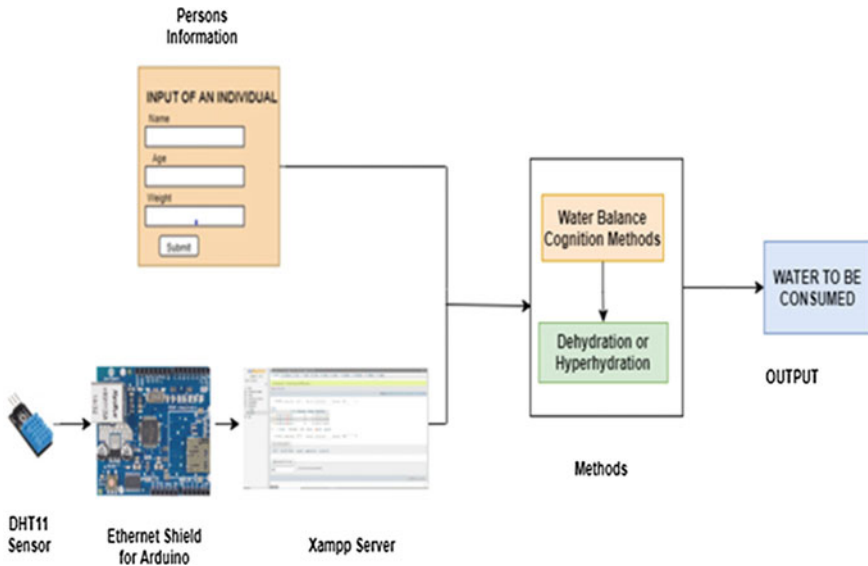 Persons
Information
INPUT OF AN INDIVIDUAL
Name
Age
Weight
Submit
Water Balance
Cognition Methods
Dehydration or
Hyperhydration
WATER TO BE
CONSUMED
OUTPUT
Methods
DHT11
Sensor
Ethernet Shield
for Arduino
Xampp Server